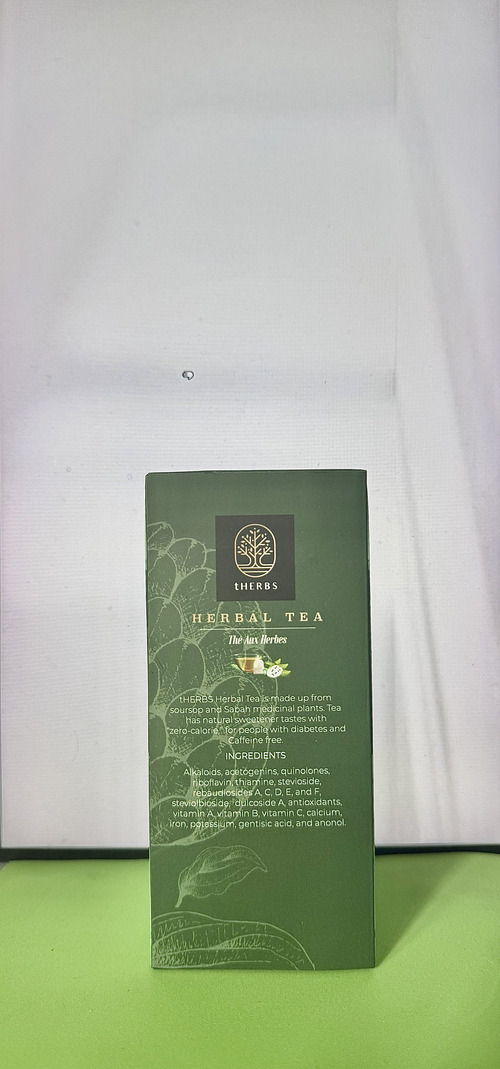 tHERBS
HERBAL TEA
Thé Aux Herbes
tHERBS Herbal Tea is made up from
soursop and Sabah medicinal plants. Tea
has natural sweetener tastes with
zero-calorie, for people with diabetes and
Caffeine free.
INGREDIENTS
Alkaloids, acetogenins, quinolones,
riboflavin, thiamine, stevioside,
rebaudiosides A, C, D, E, and F,
steviolbioside, dulcoside A, antioxidants,
vitamin A, vitamin B, vitamin C, calcium,
iron, potassium, gentisic acid, and anonol.